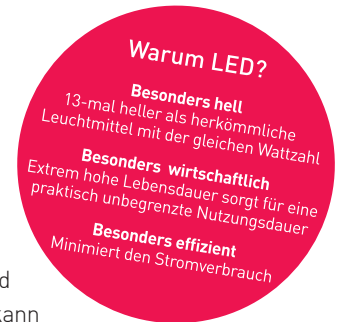 Warum LED?
Besonders hell
13-mal heller als herkömmliche
Leuchtmittel mit der gleichen Wattzahl
Besonders wirtschaftlich
Extrem hohe Lebensdauer sorgt für eine
praktisch unbegrenzte Nutzungsdauer
Besonders effizient
Minimiert den Stromverbrauch